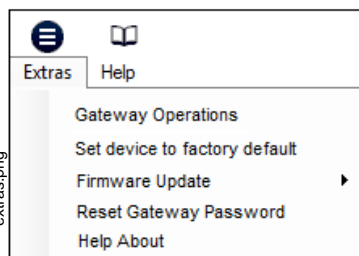 Extras Help
Gateway Operations
Set device to factory default
Firmware Update
Reset Gateway Password
Help About
extras.png